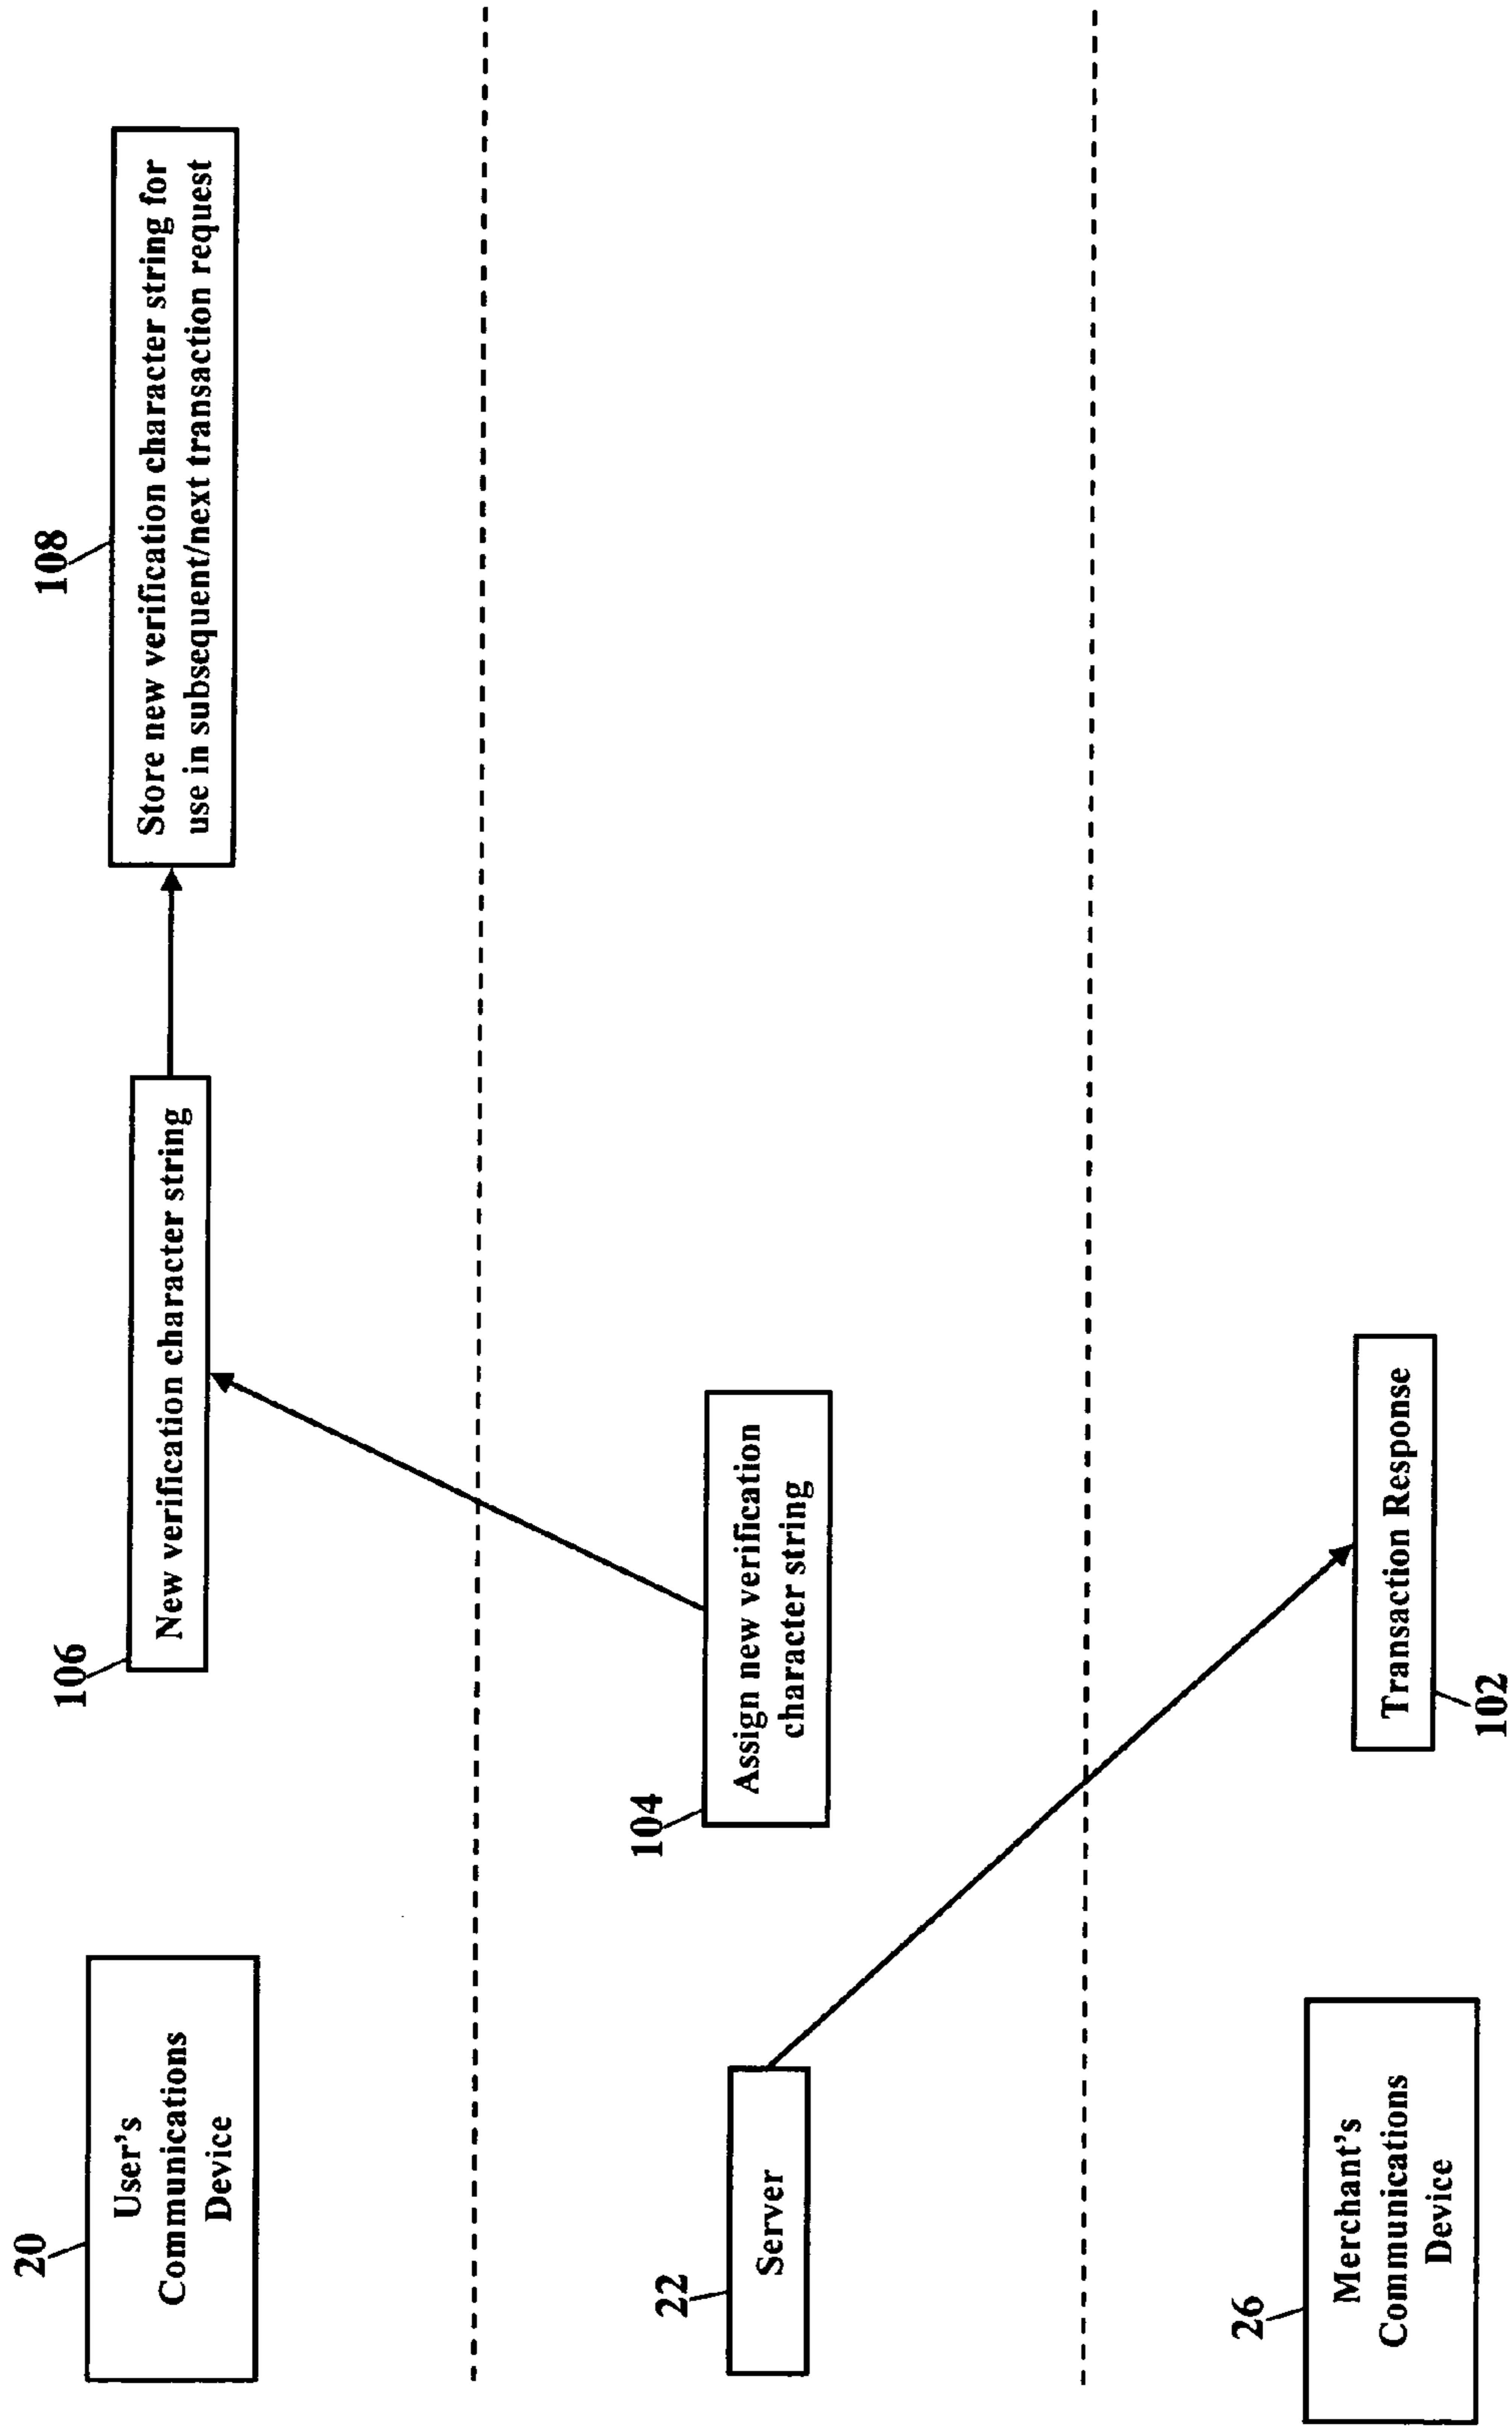 20
User's
Communications
Device
106
New verification character string
108
Store new verification character string for
use in subsequent/next transaction request
22
Server
104
Assign new verification
character string
26
Merchant's
Communications
Device
Transaction Response
102